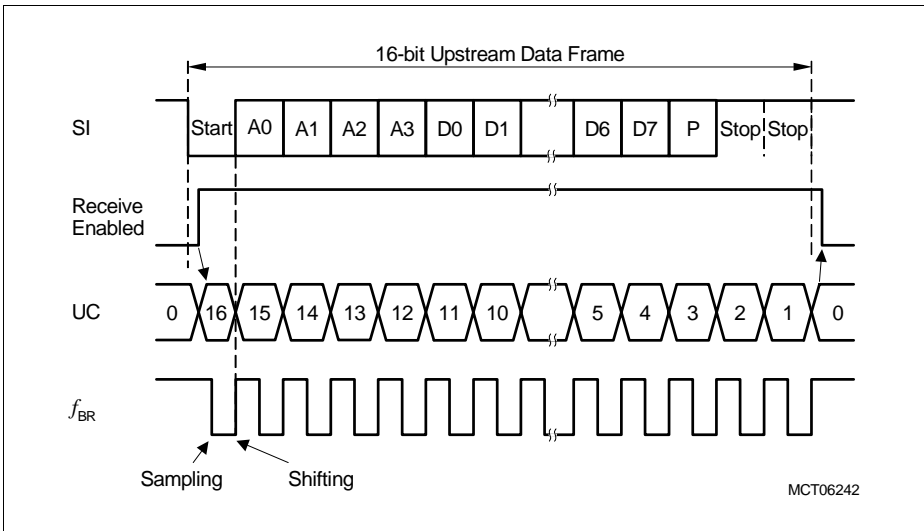 16-bit Upstream Data Frame
SI Start A0 A1 A2 A3 D0 D1 D6 D7 P Stop Stop
Receive
Enabled
UC 0 16 15 14 13 12 11 10 5 4 3 2 1 0
fBR
Sampling Shifting
MCT06242